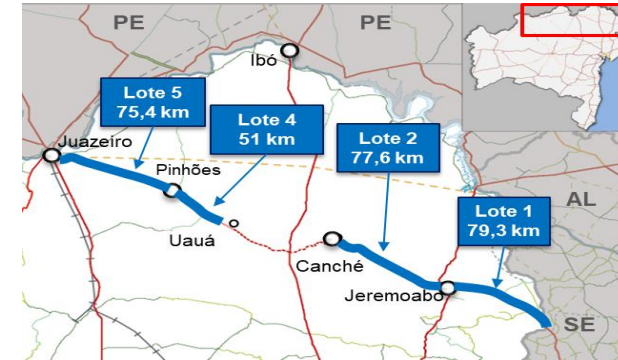 PE
PE
Ibó
Lote 5
75,4 km
Lote 4
51 km
Lote 2
77,6 km
Juazeiro
Pinhões
AL
Lote 1
79,3 km
Uauá
Canché
Jeremoabo
SE